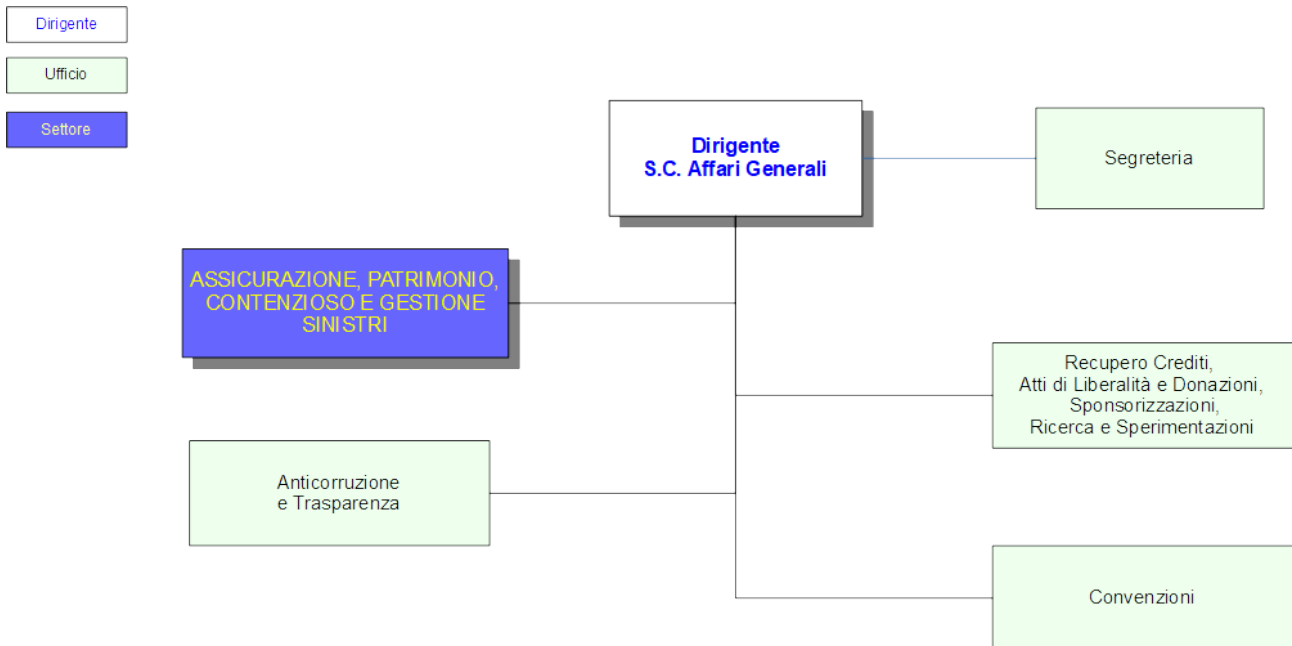 Dirigente
Ufficio
Settore
Dirigente
S.C. Affari Generali
Segreteria
ASSICURAZIONE, PATRIMONIO,
CONTENZIOSO E GESTIONE
SINISTRI
Recupero Crediti,
Atti di Liberalità e Donazioni,
Sponsorizzazioni,
Ricerca e Sperimentazioni
Anticorruzione
e Trasparenza
Convenzioni